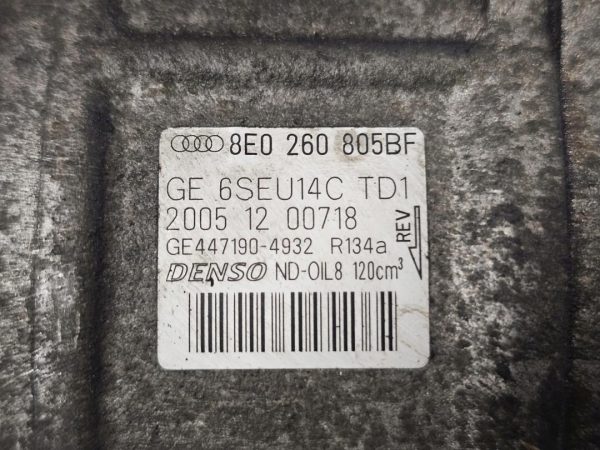 8E0 260 805BF
GE 6SEU14C TD1
2005 12 00718
GE447190-4932 R134a
REV
DENSO ND-OIL8 120cm³